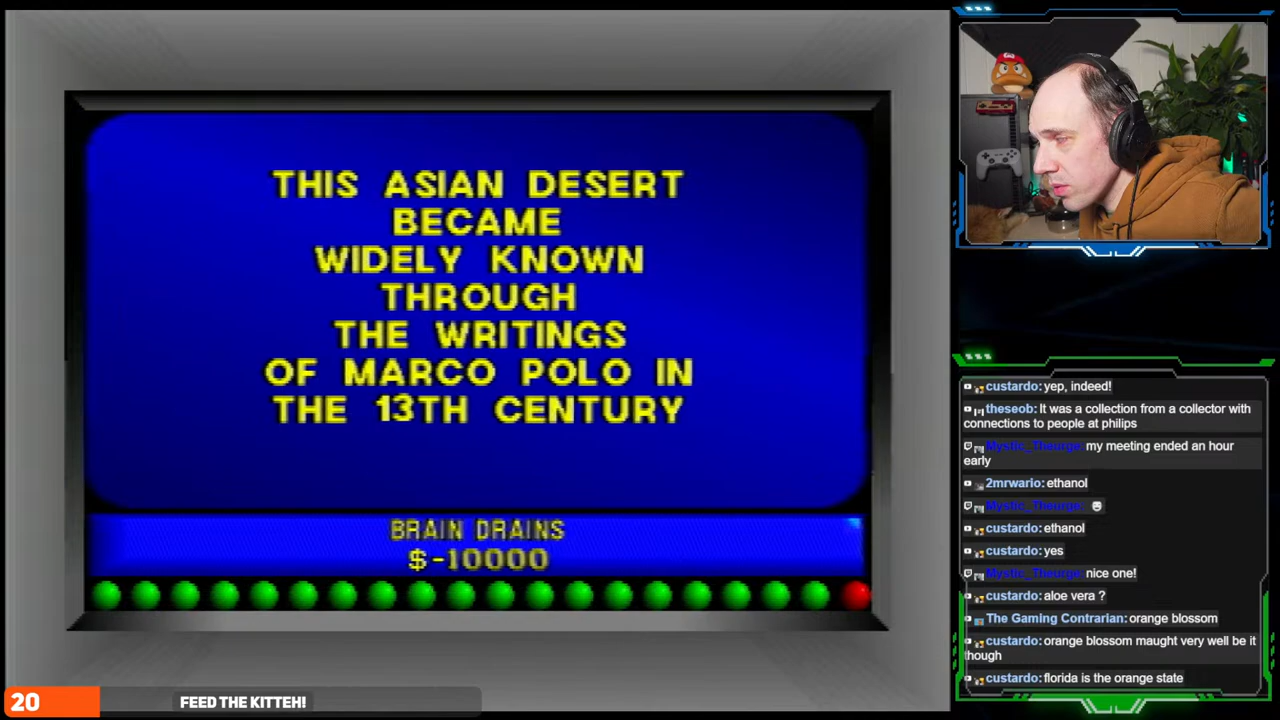 THIS ASIAN DESERT
BECAME
WIDELY KNOWN
THROUGH
THE WRITINGS
OF MARCO POLO IN
THE 13TH CENTURY
BRAIN DRAINS
$-10000
custardo: yep, indeed!
theseob: It was a collection from a collector with
connections to people at philips
Mystic_Theurge: my meeting ended an hour
early
2mrwario: ethanol
Mystic_Theurge:
custardo: ethanol
custardo: yes
Mystic_Theurge: nice one!
custardo: aloe vera ?
The Gaming Contrarian: orange blossom
custardo: orange blossom maught very well be it
though
custardo: florida is the orange state
20
FEED THE KITTEH!